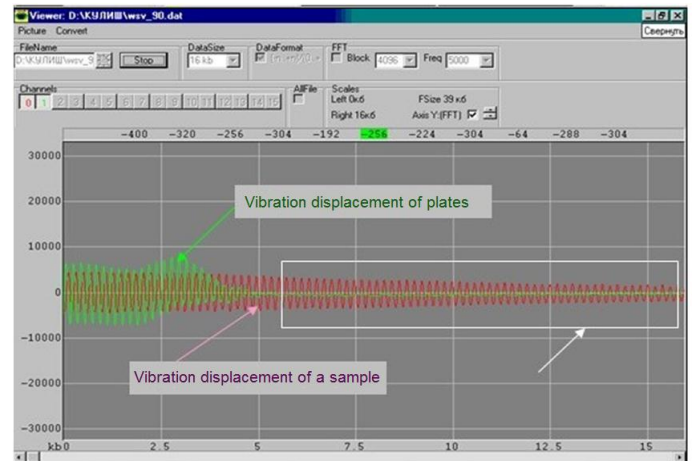 Viewer: D:\КУЛИШ\wsv_90.dat
Picture Convert
Свернуть
FileName DataSize DataFormat FFT
D:\КУЛИШ\wsv_9 Stop 16 kb Block 4096 Freq 5000
Channels AllFile Scales
0 1 2 3 4 5 6 7 8 9 10 11 12 13 14 15 Left 0кб FSize 39 кб
Right 16кб Axis Y:(FFT)
-400 -320 -256 -304 -192 -256 -224 -304 -64 -288 -304
30000
20000
Vibration displacement of plates
10000
0
-10000
Vibration displacement of a sample
-20000
-30000
kb 0 2.5 5 7.5 10 12.5 15